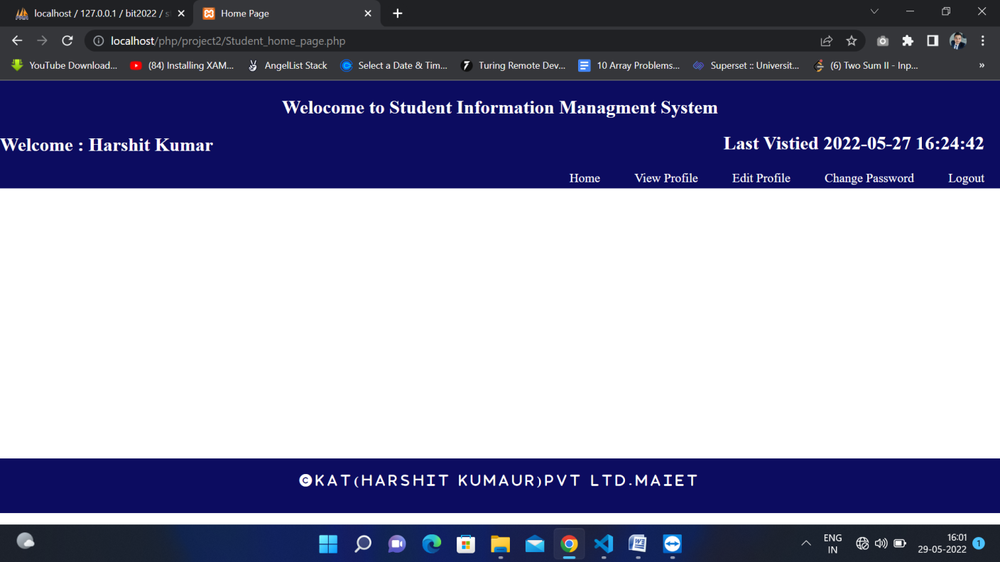 localhost / 127.0.0.1 / bit2022 / st
Home Page
localhost/php/project2/Student_home_page.php
YouTube Download... (84) Installing XAM... AngelList Stack Select a Date & Tim... Turing Remote Dev... 10 Array Problems... Superset :: Universit... (6) Two Sum II - Inp... »
Welocome to Student Information Managment System
Welcome : Harshit Kumar
Last Vistied 2022-05-27 16:24:42
Home View Profile Edit Profile Change Password Logout
©KAT(HARSHIT KUMAUR)PVT LTD.MAIET
ENG
IN
16:01
29-05-2022
1